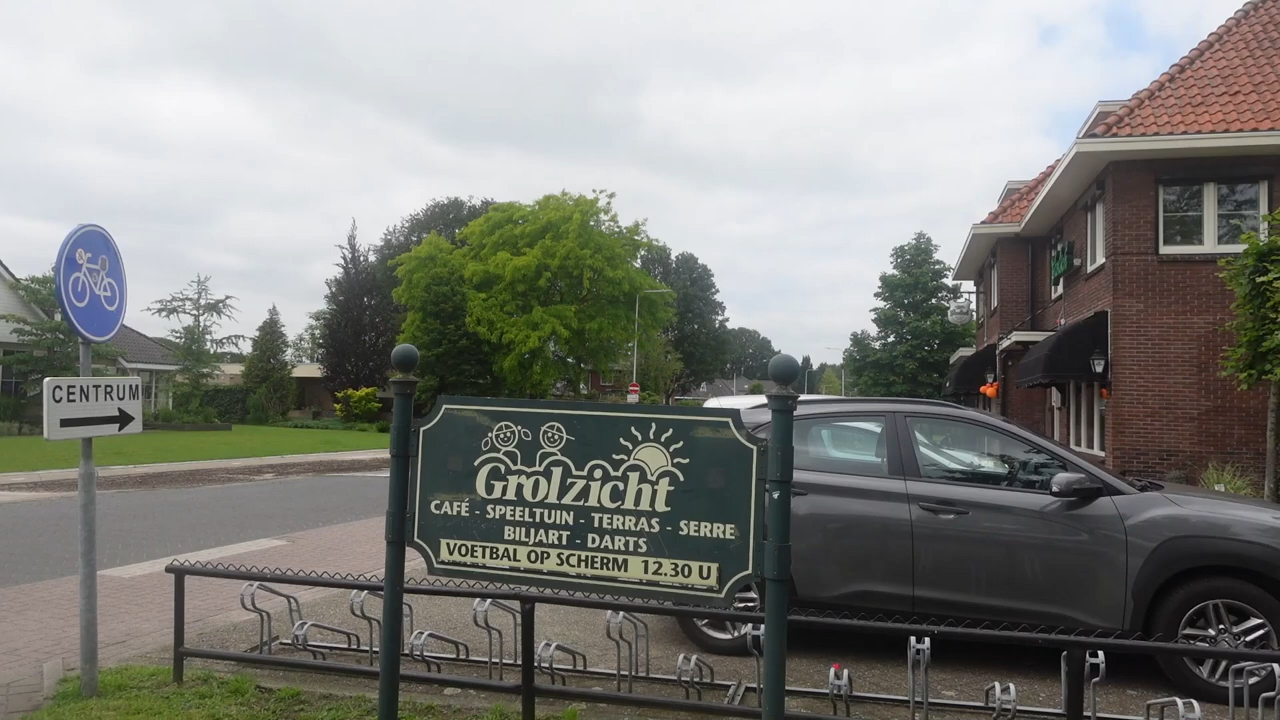 CENTRUM
Grolzicht
CAFÉ - SPEELTUIN - TERRAS - SERRE
BILJART - DARTS
VOETBAL OP SCHERM 12.30 U